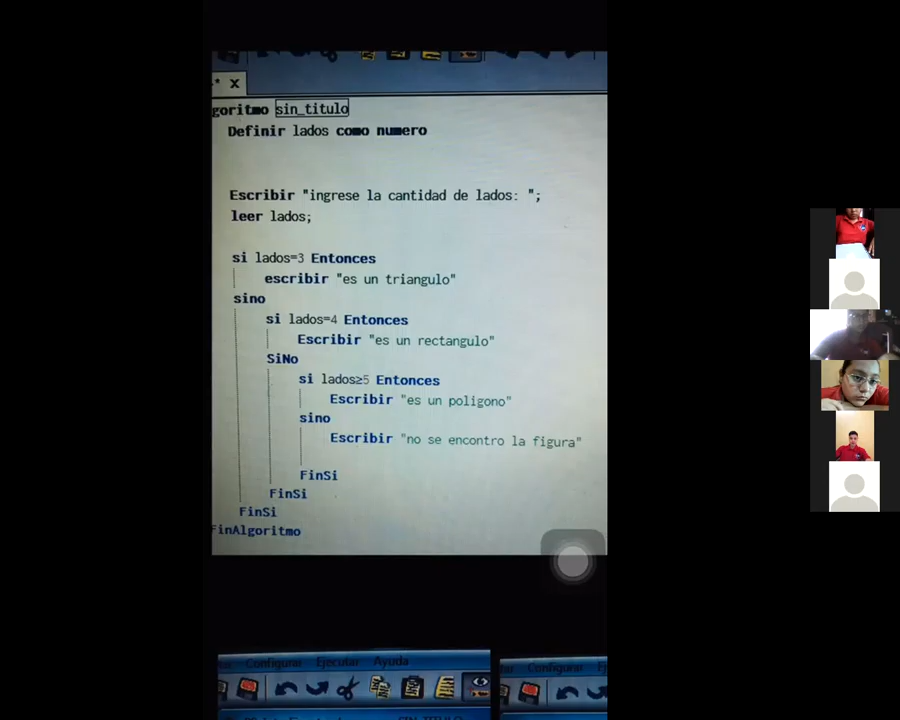 * X
goritmo sin_titulo
Definir lados como numero
Escribir "ingrese la cantidad de lados: ";
leer lados;
si lados=3 Entonces
escribir "es un triangulo"
sino
si lados=4 Entonces
Escribir "es un rectangulo"
SiNo
si lados≥5 Entonces
Escribir "es un poligono"
sino
Escribir "no se encontro la figura"
FinSi
FinSi
FinSi
FinAlgoritmo
Configurar Ejecutar Ayuda
Configurar